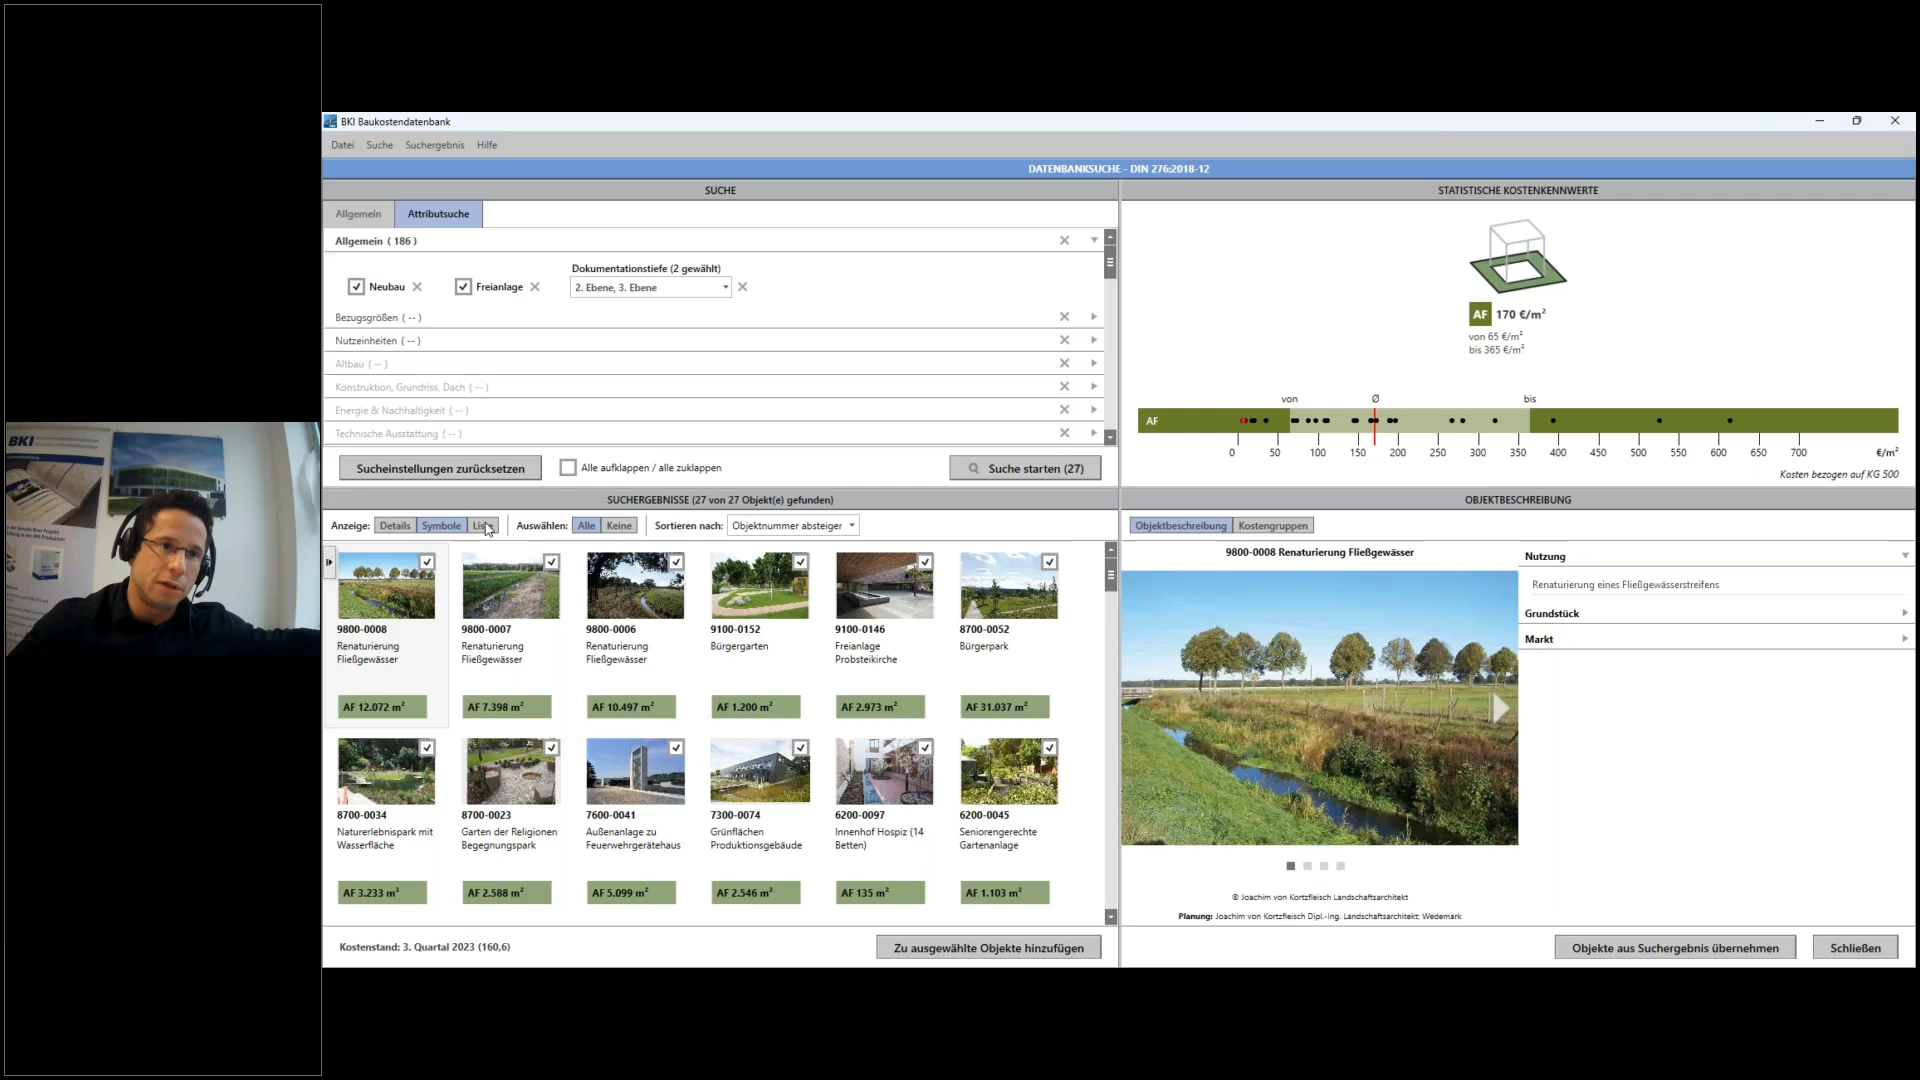 BKI
BKI Baukostendatenbank
Datei Suche Suchergebnis Hilfe
DATENBANKSUCHE - DIN 276:2018-12
SUCHE
Allgemein Attributsuche
Allgemein ( 186 )
Dokumentationstiefe (2 gewählt)
Neubau Freianlage 2. Ebene, 3. Ebene
Bezugsgrößen ( -- )
Nutzeinheiten ( -- )
Altbau ( -- )
Konstruktion, Grundriss, Dach ( -- )
Energie & Nachhaltigkeit ( -- )
Technische Ausstattung ( -- )
Sucheinstellungen zurücksetzen Alle aufklappen / alle zuklappen Suche starten (27)
STATISTISCHE KOSTENKENNWERTE
AF 170 €/m²
von 65 €/m²
bis 365 €/m²
von Ø bis
AF
0 50 100 150 200 250 300 350 400 450 500 550 600 650 700 €/m²
Kosten bezogen auf KG 500
SUCHERGEBNISSE (27 von 27 Objekt(e) gefunden)
Anzeige: Details Symbole Liste Auswählen: Alle Keine Sortieren nach: Objektnummer absteiger
9800-0008 9800-0007 9800-0006 9100-0152 9100-0146 8700-0052
Renaturierung Renaturierung Renaturierung Bürgergarten Freianlage Bürgerpark
Fließgewässer Fließgewässer Fließgewässer Probsteikirche
AF 12.072 m² AF 7.398 m² AF 10.497 m² AF 1.200 m² AF 2.973 m² AF 31.037 m²
8700-0034 8700-0023 7600-0041 7300-0074 6200-0097 6200-0045
Naturerlebnispark mit Garten der Religionen Außenanlage zu Grünflächen Innenhof Hospiz (14 Seniorengerechte
Wasserfläche Begegnungspark Feuerwehrgerätehaus Produktionsgebäude Betten) Gartenanlage
AF 3.233 m² AF 2.588 m² AF 5.099 m² AF 2.546 m² AF 135 m² AF 1.103 m²
Kostenstand: 3. Quartal 2023 (160,6) Zu ausgewählte Objekte hinzufügen
OBJEKTBESCHREIBUNG
Objektbeschreibung Kostengruppen
9800-0008 Renaturierung Fließgewässer
Nutzung
Renaturierung eines Fließgewässerstreifens
Grundstück
Markt
© Joachim von Kortzfleisch Landschaftsarchitekt
Planung: Joachim von Kortzfleisch Dipl.-Ing. Landschaftsarchitekt; Wedemark
Objekte aus Suchergebnis übernehmen Schließen